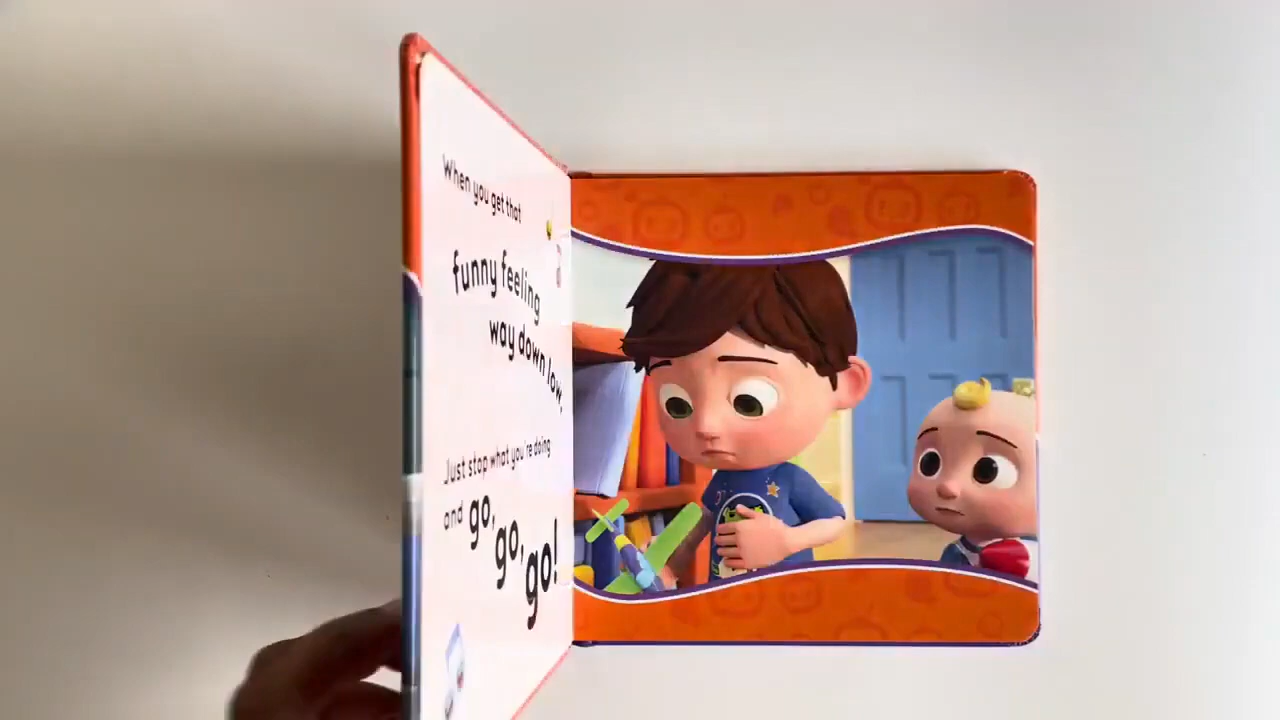 When you get that
funny feeling
way down low,
Just stop what you're doing
and go,
go,
go!